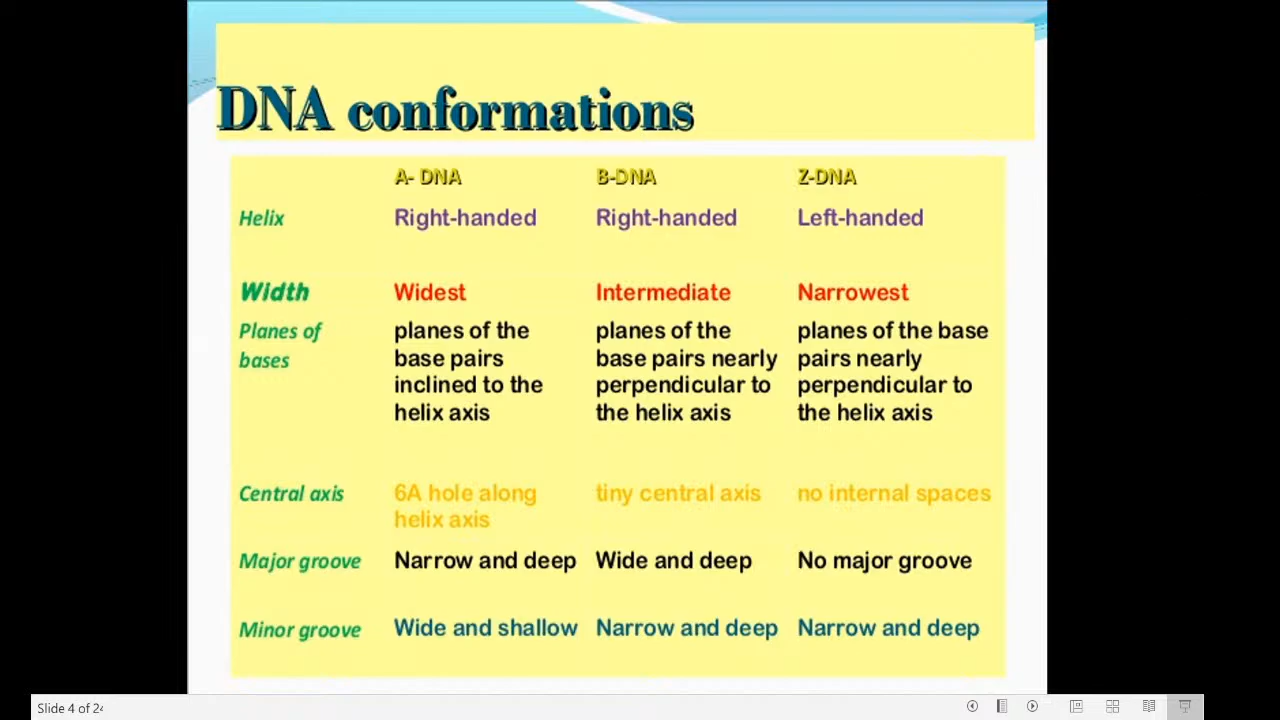 DNA conformations
A- DNA B-DNA Z-DNA
Helix Right-handed Right-handed Left-handed
Width Widest Intermediate Narrowest
Planes of planes of the planes of the planes of the base
bases base pairs base pairs nearly pairs nearly
inclined to the perpendicular to perpendicular to
helix axis the helix axis the helix axis
Central axis 6A hole along tiny central axis no internal spaces
helix axis
Major groove Narrow and deep Wide and deep No major groove
Minor groove Wide and shallow Narrow and deep Narrow and deep
Slide 4 of 24